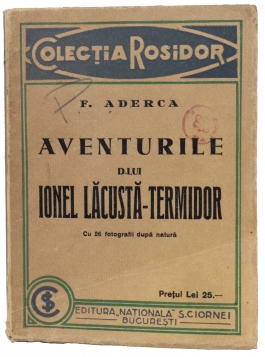 COLECȚIA ROSIDOR
F. ADERCA
AVENTURILE
D-LUI
IONEL LĂCUSTĂ-TERMIDOR
Cu 26 fotografii după natură
Prețul Lei 25.—
EDITURA „NAȚIONALA" S. CIORNEI
BUCUREȘTI